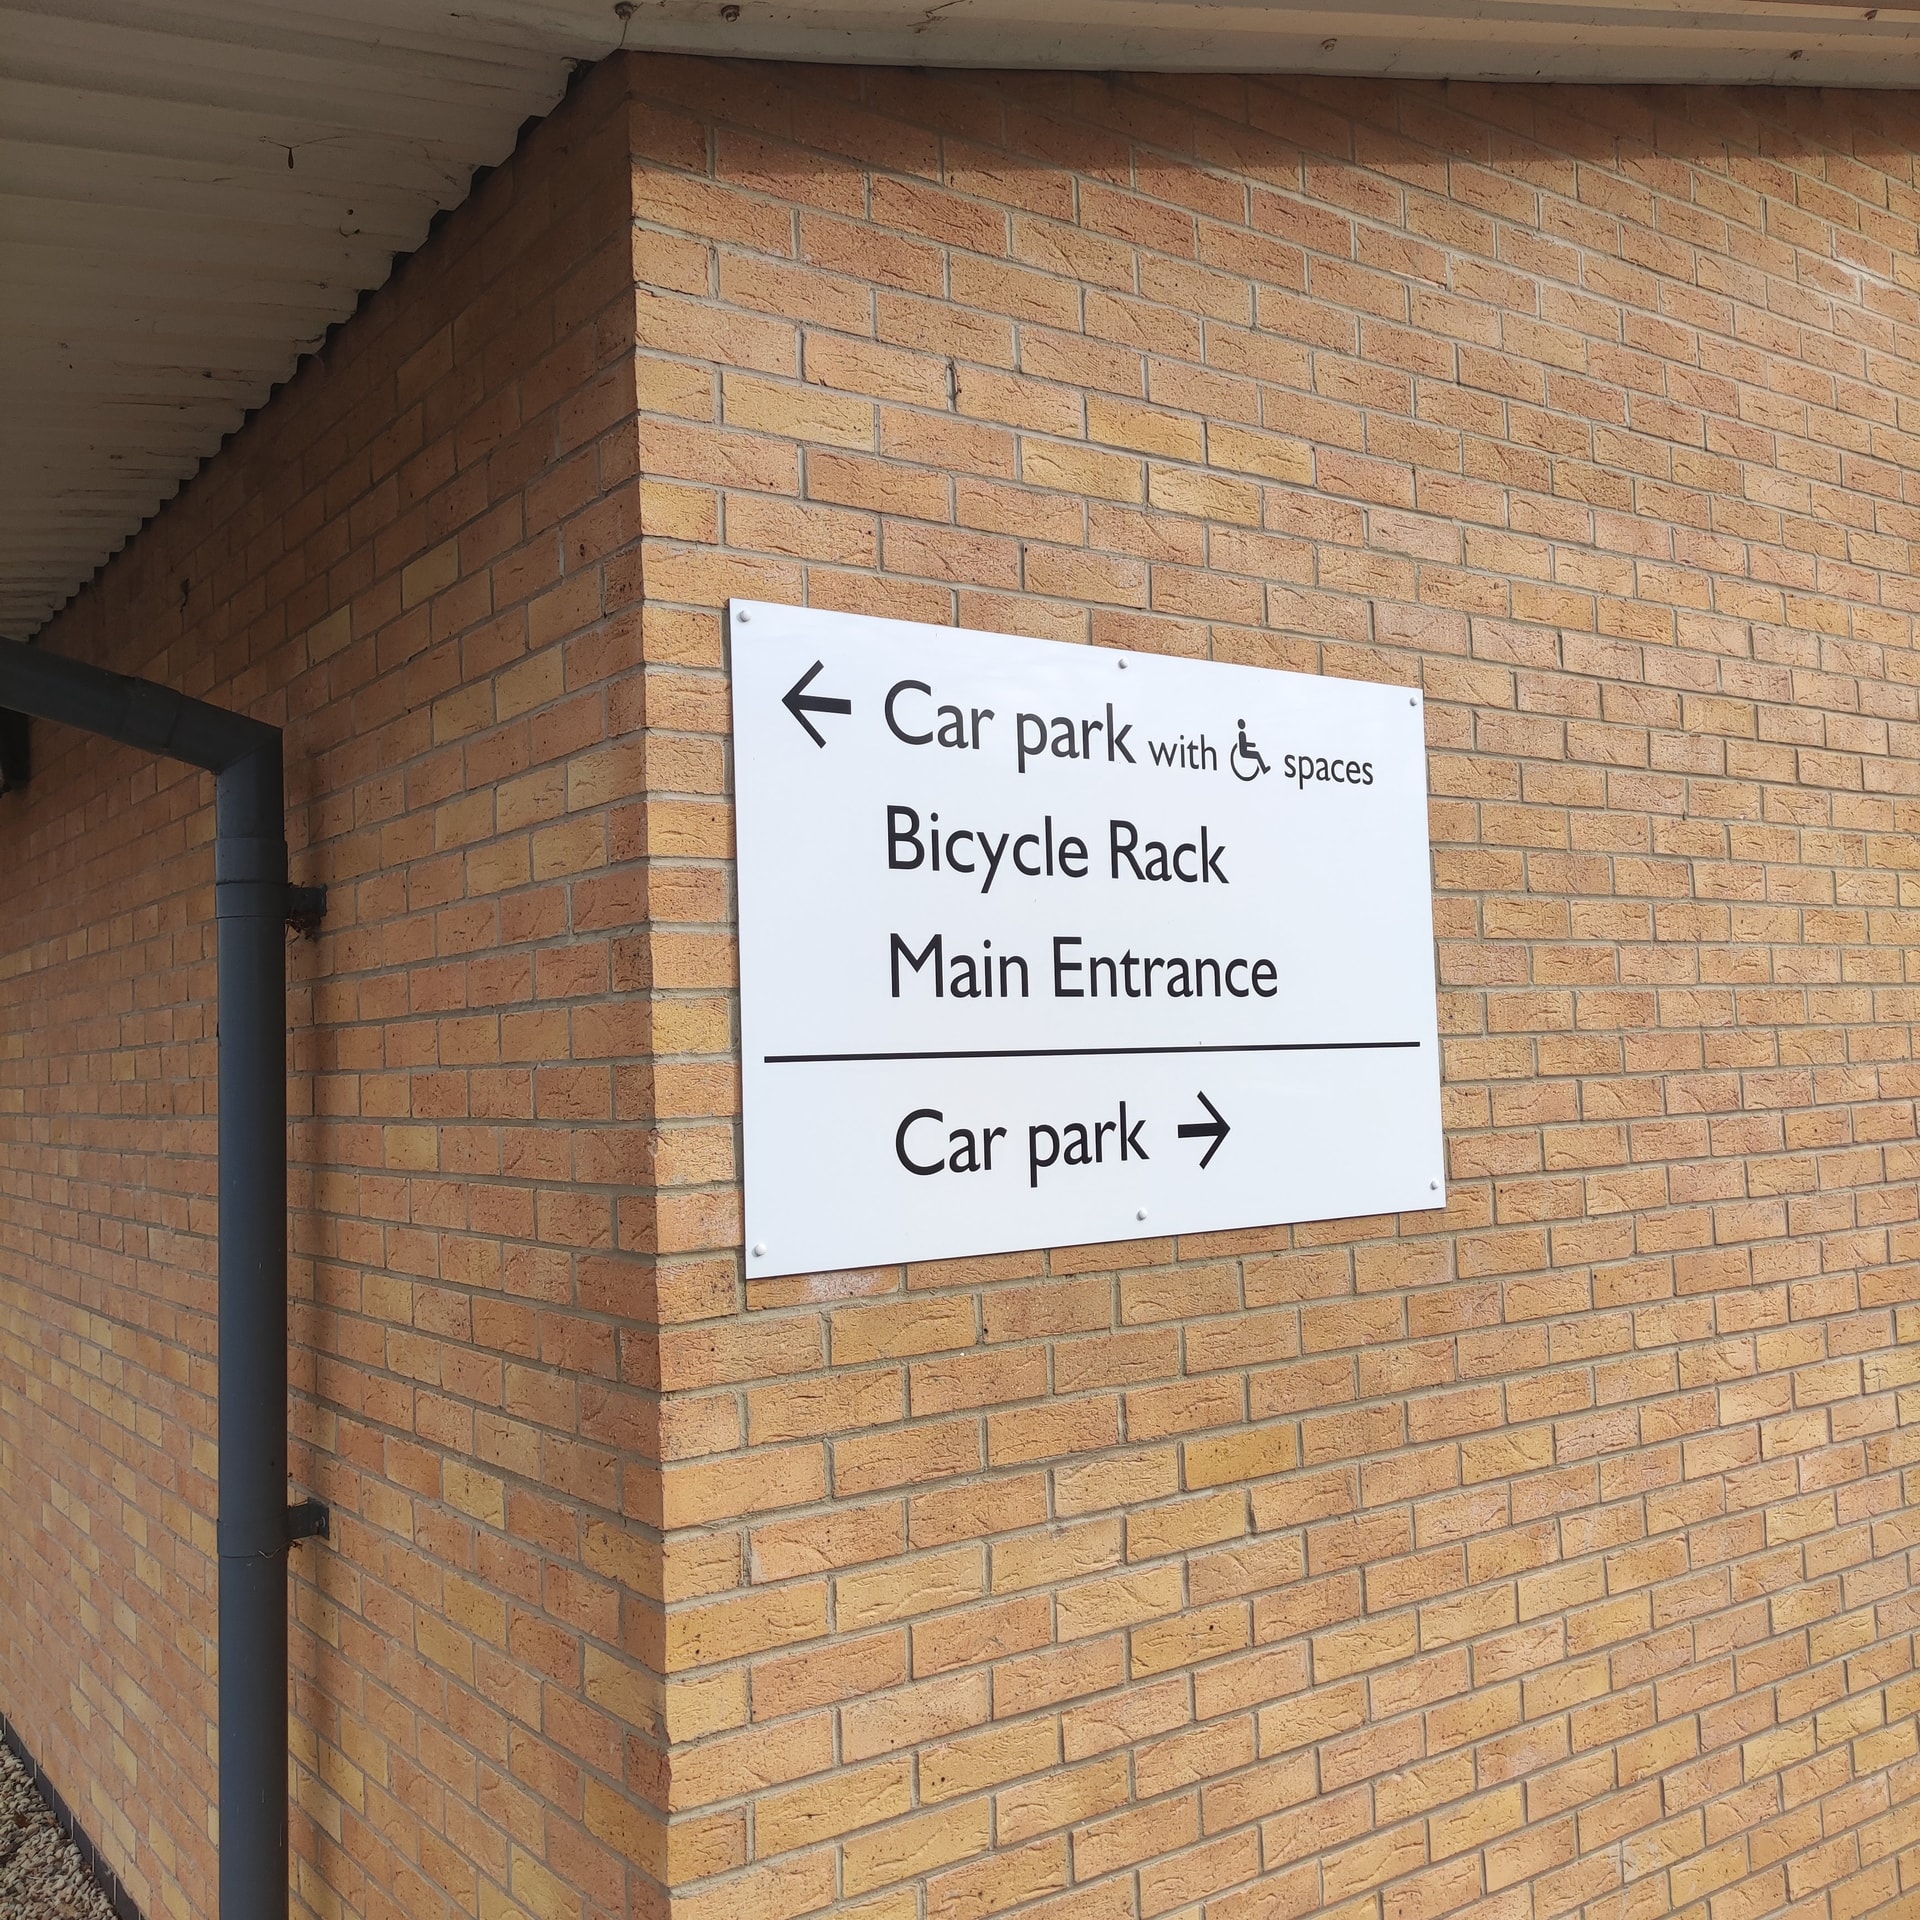 ← Car park with ♿ spaces
Bicycle Rack
Main Entrance
Car park →